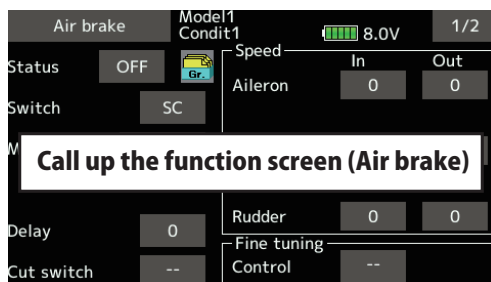 Air brake Model1 8.0V 1/2
Condit1
Speed
In Out
Status OFF Gr. Aileron 0 0
Switch SC
M
Call up the function screen (Air brake)
Rudder 0 0
Delay 0
Fine tuning
Cut switch -- Control --